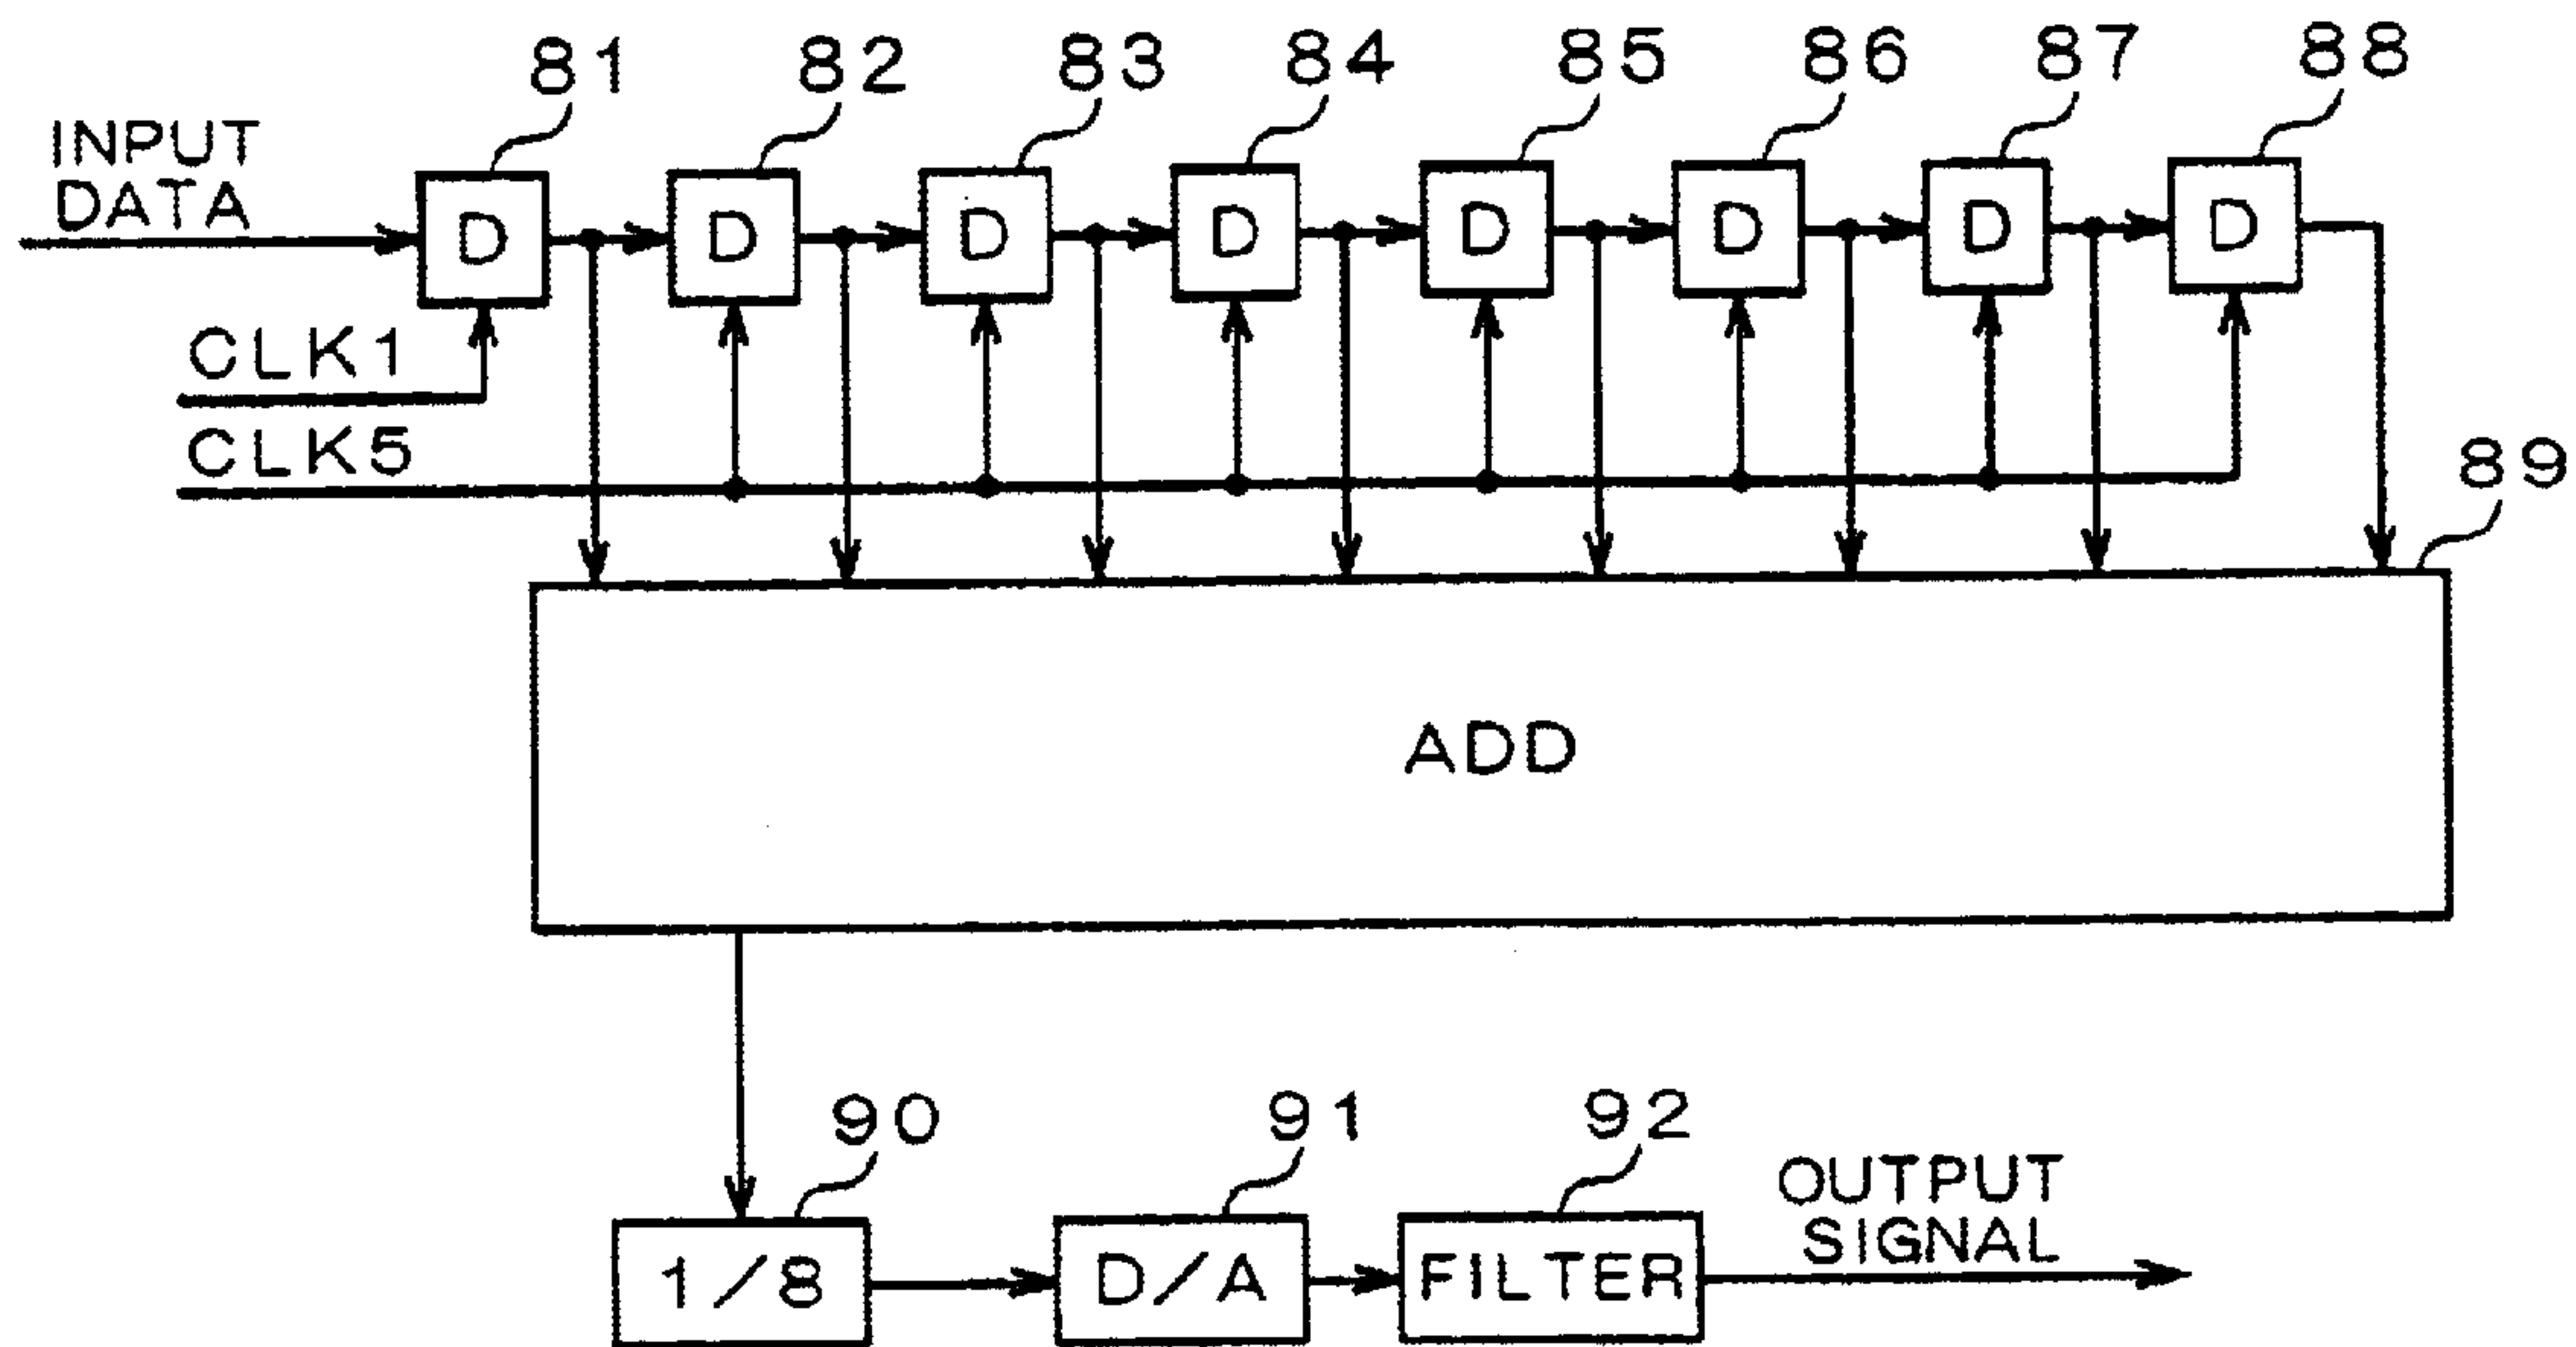 81 82 83 84 85 86 87 88
INPUT
DATA
D D D D D D D D
CLK1
CLK5
89
ADD
90 91 92
OUTPUT
SIGNAL
1/8 D/A FILTER